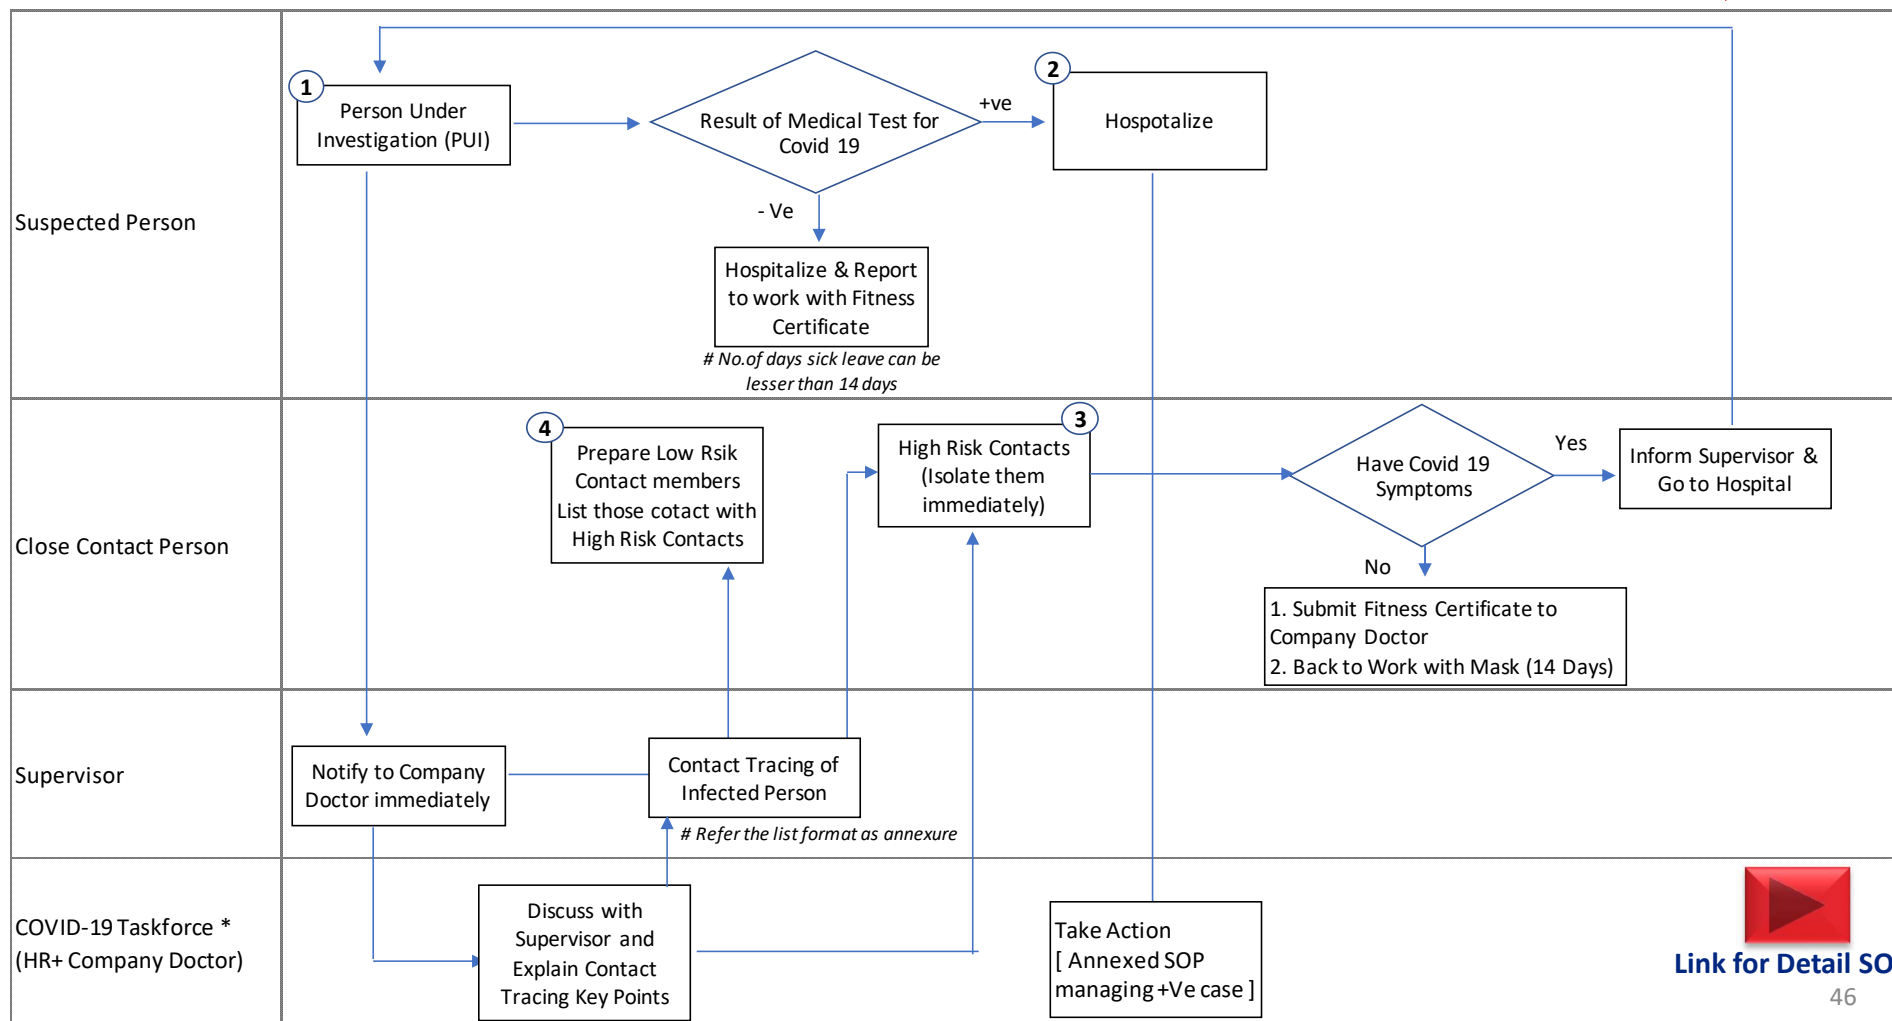 Suspected Person
1
Person Under
Investigation (PUI)
Result of Medical Test for
Covid 19
+ve
2
Hospotalize
- Ve
Hospitalize & Report
to work with Fitness
Certificate
# No.of days sick leave can be
lesser than 14 days
Close Contact Person
4
Prepare Low Rsik
Contact members
List those cotact with
High Risk Contacts
3
High Risk Contacts
(Isolate them
immediately)
Have Covid 19
Symptoms
Yes
Inform Supervisor &
Go to Hospital
No
1. Submit Fitness Certificate to
Company Doctor
2. Back to Work with Mask (14 Days)
Supervisor
Notify to Company
Doctor immediately
Contact Tracing of
Infected Person
# Refer the list format as annexure
COVID-19 Taskforce *
(HR+ Company Doctor)
Discuss with
Supervisor and
Explain Contact
Tracing Key Points
Take Action
[ Annexed SOP
managing +Ve case ]
Link for Detail SO
46